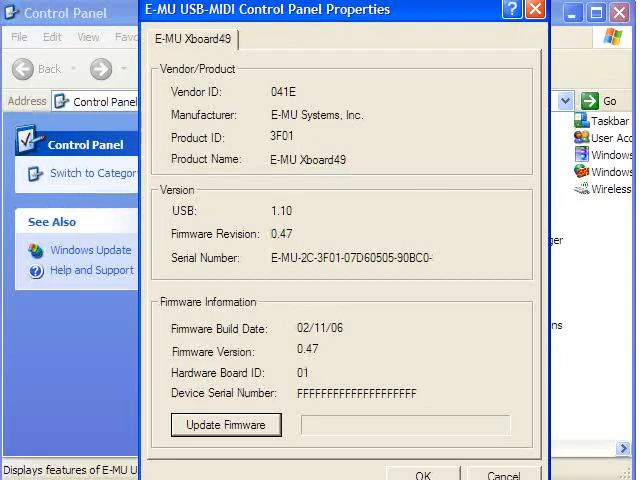 Control Panel
E-MU USB-MIDI Control Panel Properties
File Edit View Favo
E-MU Xboard49
Back
Address Control Panel
Go
Vendor/Product
Vendor ID: 041E
Manufacturer: E-MU Systems, Inc.
Product ID: 3F01
Product Name: E-MU Xboard49
Control Panel
Switch to Categor
Taskbar
User Acc
Windows
Windows
Wireless
Version
USB: 1.10
Firmware Revision: 0.47
Serial Number: E-MU-2C-3F01-07D60505-90BC0-
See Also
Windows Update
Help and Support
ger
Firmware Information
Firmware Build Date: 02/11/06
Firmware Version: 0.47
Hardware Board ID: 01
Device Serial Number: FFFFFFFFFFFFFFFFFFFF
ns
Update Firmware
Displays features of E-MU U
OK Cancel